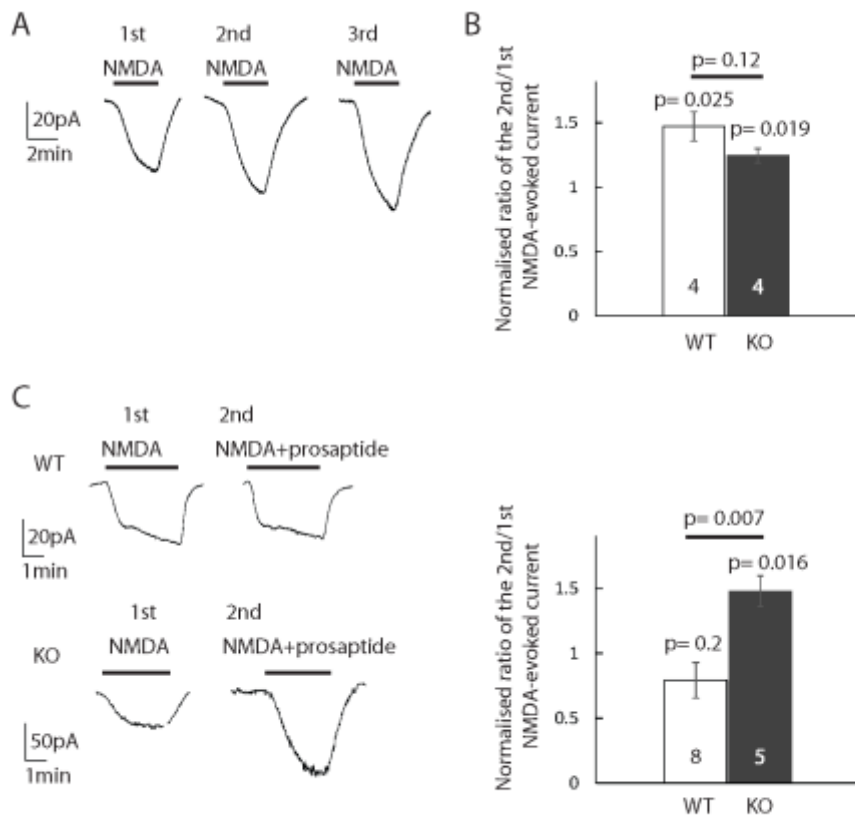 A
1st 2nd 3rd
NMDA NMDA NMDA
20pA
2min
B
p= 0.12
p= 0.025
p= 0.019
Normalised ratio of the 2nd/1st
NMDA-evoked current
1.5
1
0.5
0
4 4
WT KO
C
1st 2nd
WT NMDA NMDA+prosaptide
20pA
1min
1st 2nd
KO NMDA NMDA+prosaptide
50pA
1min
p= 0.007
p= 0.016
p= 0.2
Normalised ratio of the 2nd/1st
NMDA-evoked current
1.5
1
0.5
0
8 5
WT KO